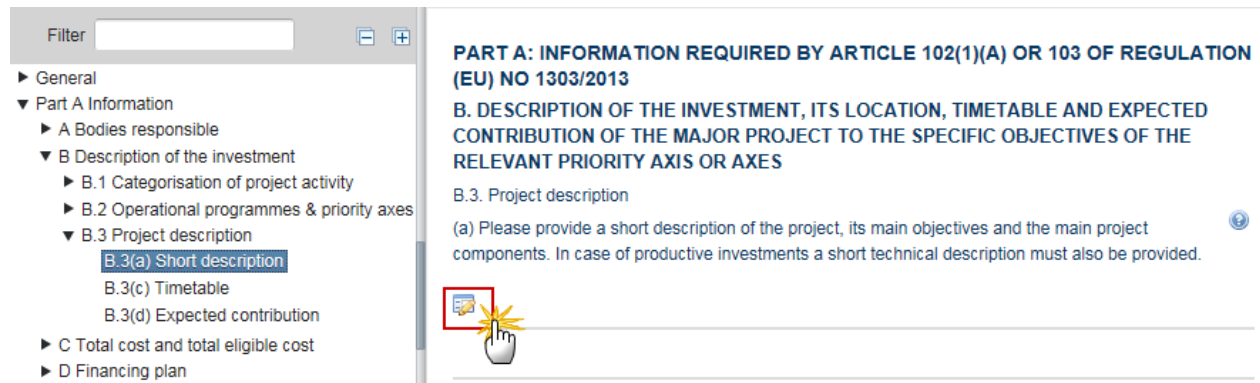 Filter
General
Part A Information
A Bodies responsible
B Description of the investment
B.1 Categorisation of project activity
B.2 Operational programmes & priority axes
B.3 Project description
B.3(a) Short description
B.3(c) Timetable
B.3(d) Expected contribution
C Total cost and total eligible cost
D Financing plan
PART A: INFORMATION REQUIRED BY ARTICLE 102(1)(A) OR 103 OF REGULATION
(EU) NO 1303/2013
B. DESCRIPTION OF THE INVESTMENT, ITS LOCATION, TIMETABLE AND EXPECTED
CONTRIBUTION OF THE MAJOR PROJECT TO THE SPECIFIC OBJECTIVES OF THE
RELEVANT PRIORITY AXIS OR AXES
B.3. Project description
(a) Please provide a short description of the project, its main objectives and the main project
components. In case of productive investments a short technical description must also be provided.